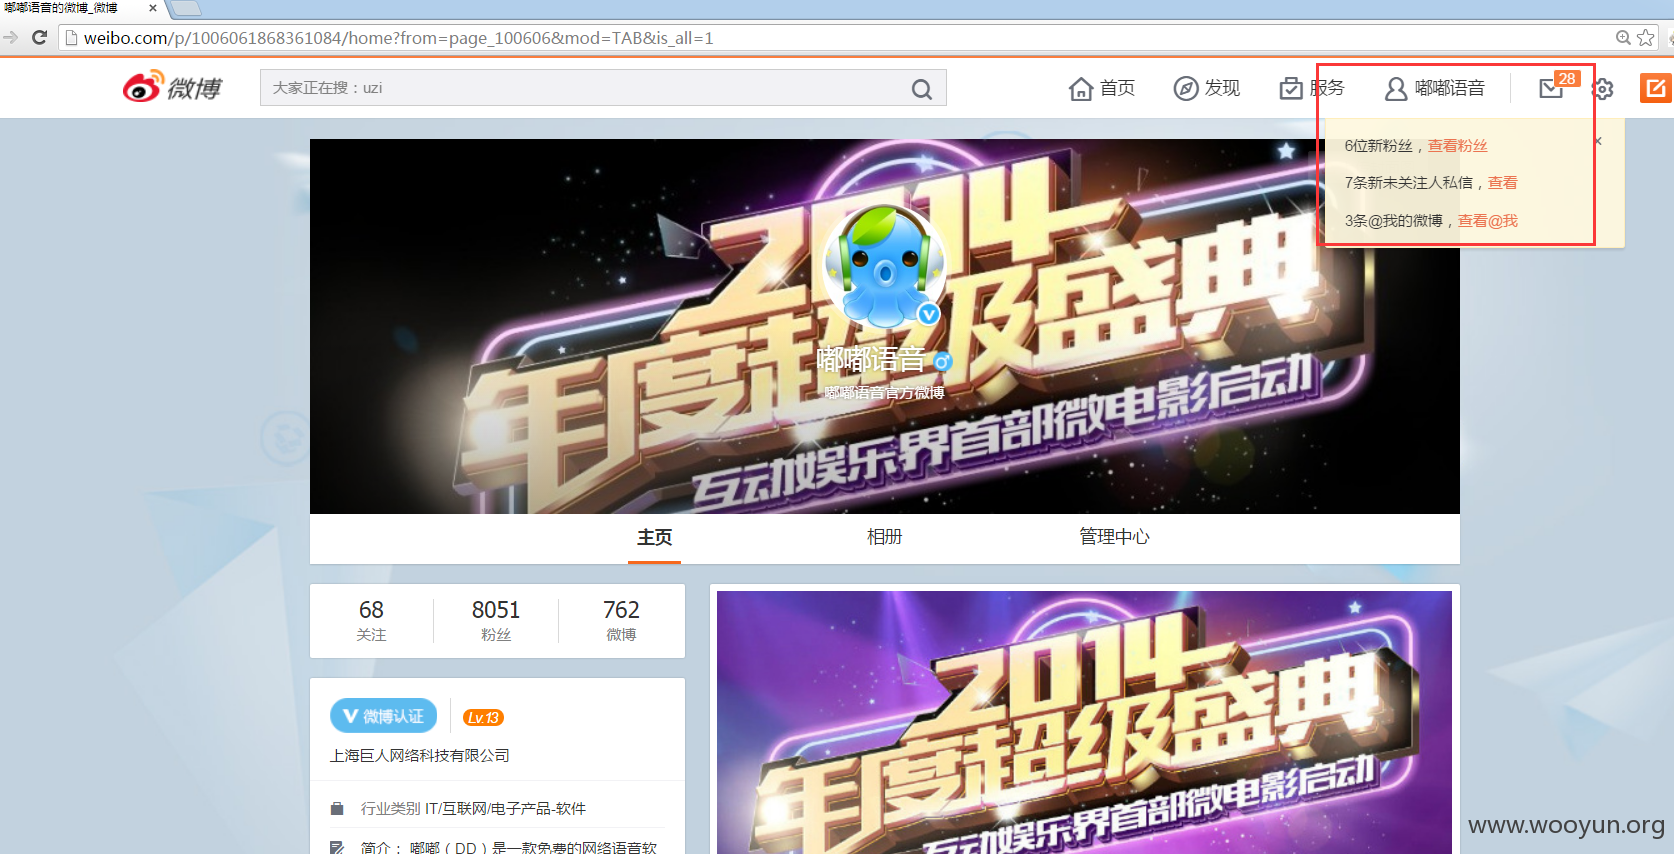 嘟嘟语音的微博_微博
weibo.com/p/1006061868361084/home?from=page_100606&mod=TAB&is_all=1
微博
大家正在搜：uzi
首页
发现
服务
嘟嘟语音
28
6位新粉丝，查看粉丝
7条新未关注人私信，查看
3条@我的微博，查看@我
2014
年度超级盛典
互动娱乐界首部微电影启动
嘟嘟语音
嘟嘟语音官方微博
主页
相册
管理中心
68
关注
8051
粉丝
762
微博
V 微博认证
Lv.13
上海巨人网络科技有限公司
行业类别 IT/互联网/电子产品-软件
简介： 嘟嘟（DD）是一款免费的网络语音软
2014
年度超级盛典
互动娱乐界首部微电影启动
www.wooyun.org